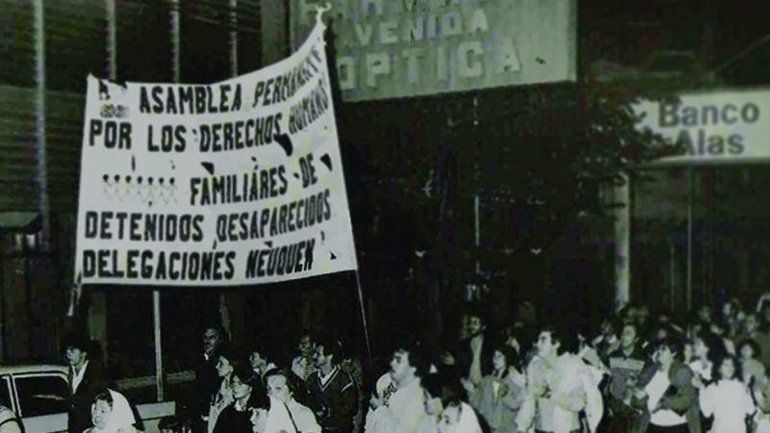 ASAMBLEA PERMANENTE
POR LOS DERECHOS HUMANOS
FAMILIARES DE
DETENIDOS DESAPARECIDOS
DELEGACIONES NEUQUEN
AVENIDA
OPTICA
Banco
Alas